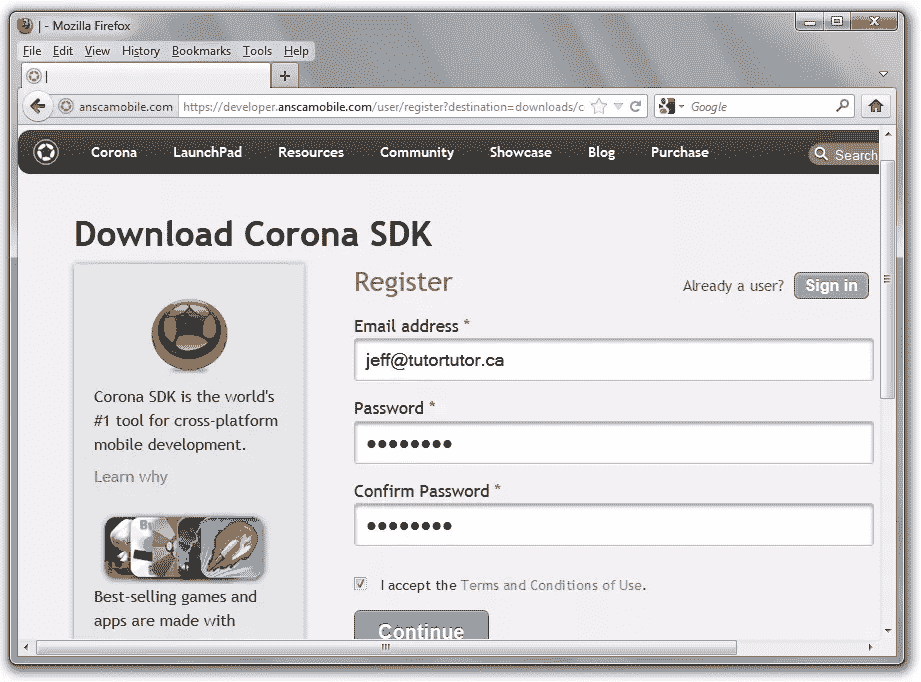 | - Mozilla Firefox
File Edit View History Bookmarks Tools Help
|
anscamobile.com https://developer.anscamobile.com/user/register?destination=downloads/c Google
Corona LaunchPad Resources Community Showcase Blog Purchase Search
Download Corona SDK
Register
Already a user? Sign in
Corona SDK is the world's
#1 tool for cross-platform
mobile development.
Learn why
Best-selling games and
apps are made with
Email address *
jeff@tutortutor.ca
Password *
●●●●●●●●
Confirm Password *
●●●●●●●●
I accept the Terms and Conditions of Use.
Continue